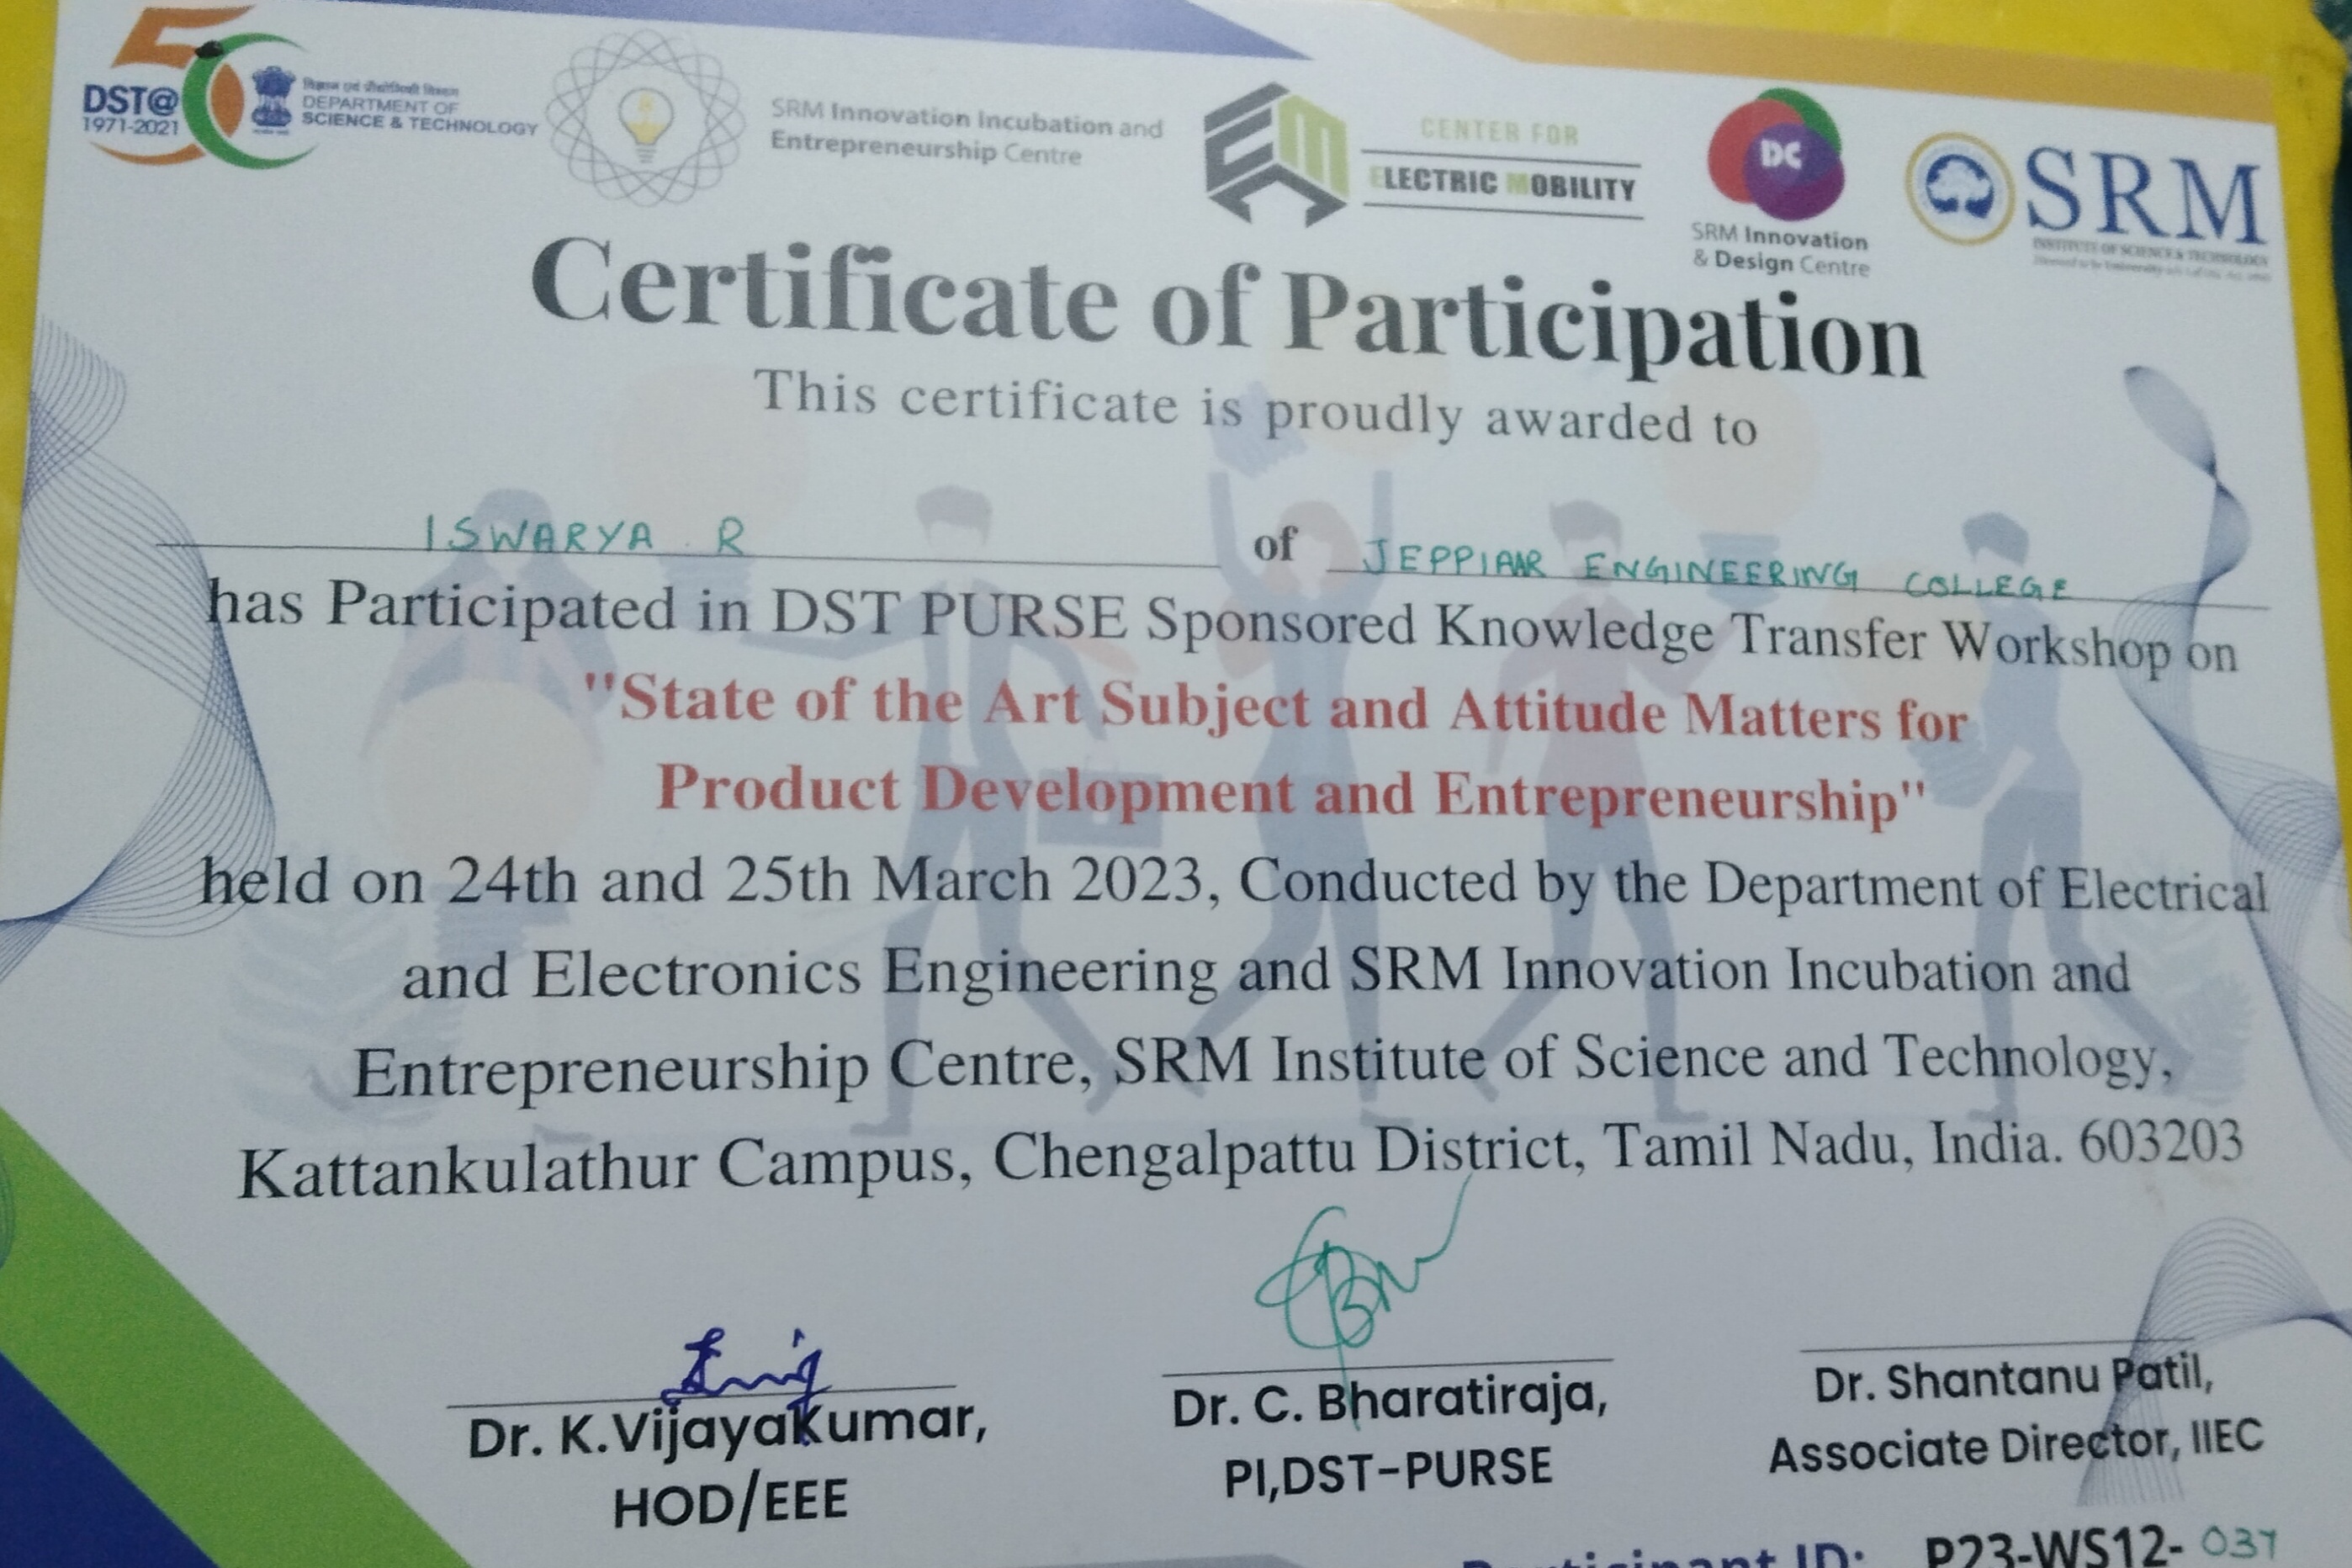 DST@
1971-2021
DEPARTMENT OF
SCIENCE & TECHNOLOGY
SRM Innovation Incubation and
Entrepreneurship Centre
CENTER FOR
ELECTRIC MOBILITY
DC
SRM Innovation
& Design Centre
SRM
INSTITUTE OF SCIENCE & TECHNOLOGY
Certificate of Participation
This certificate is proudly awarded to
ISWARYA R of JEPPIAAR ENGINEERING COLLEGE
has Participated in DST PURSE Sponsored Knowledge Transfer Workshop on
"State of the Art Subject and Attitude Matters for
Product Development and Entrepreneurship"
held on 24th and 25th March 2023, Conducted by the Department of Electrical
and Electronics Engineering and SRM Innovation Incubation and
Entrepreneurship Centre, SRM Institute of Science and Technology,
Kattankulathur Campus, Chengalpattu District, Tamil Nadu, India. 603203
Dr. K.Vijayakumar,
HOD/EEE
Dr. C. Bharatiraja,
PI,DST-PURSE
Dr. Shantanu Patil,
Associate Director, IIEC
Participant ID: P23-WS12-037